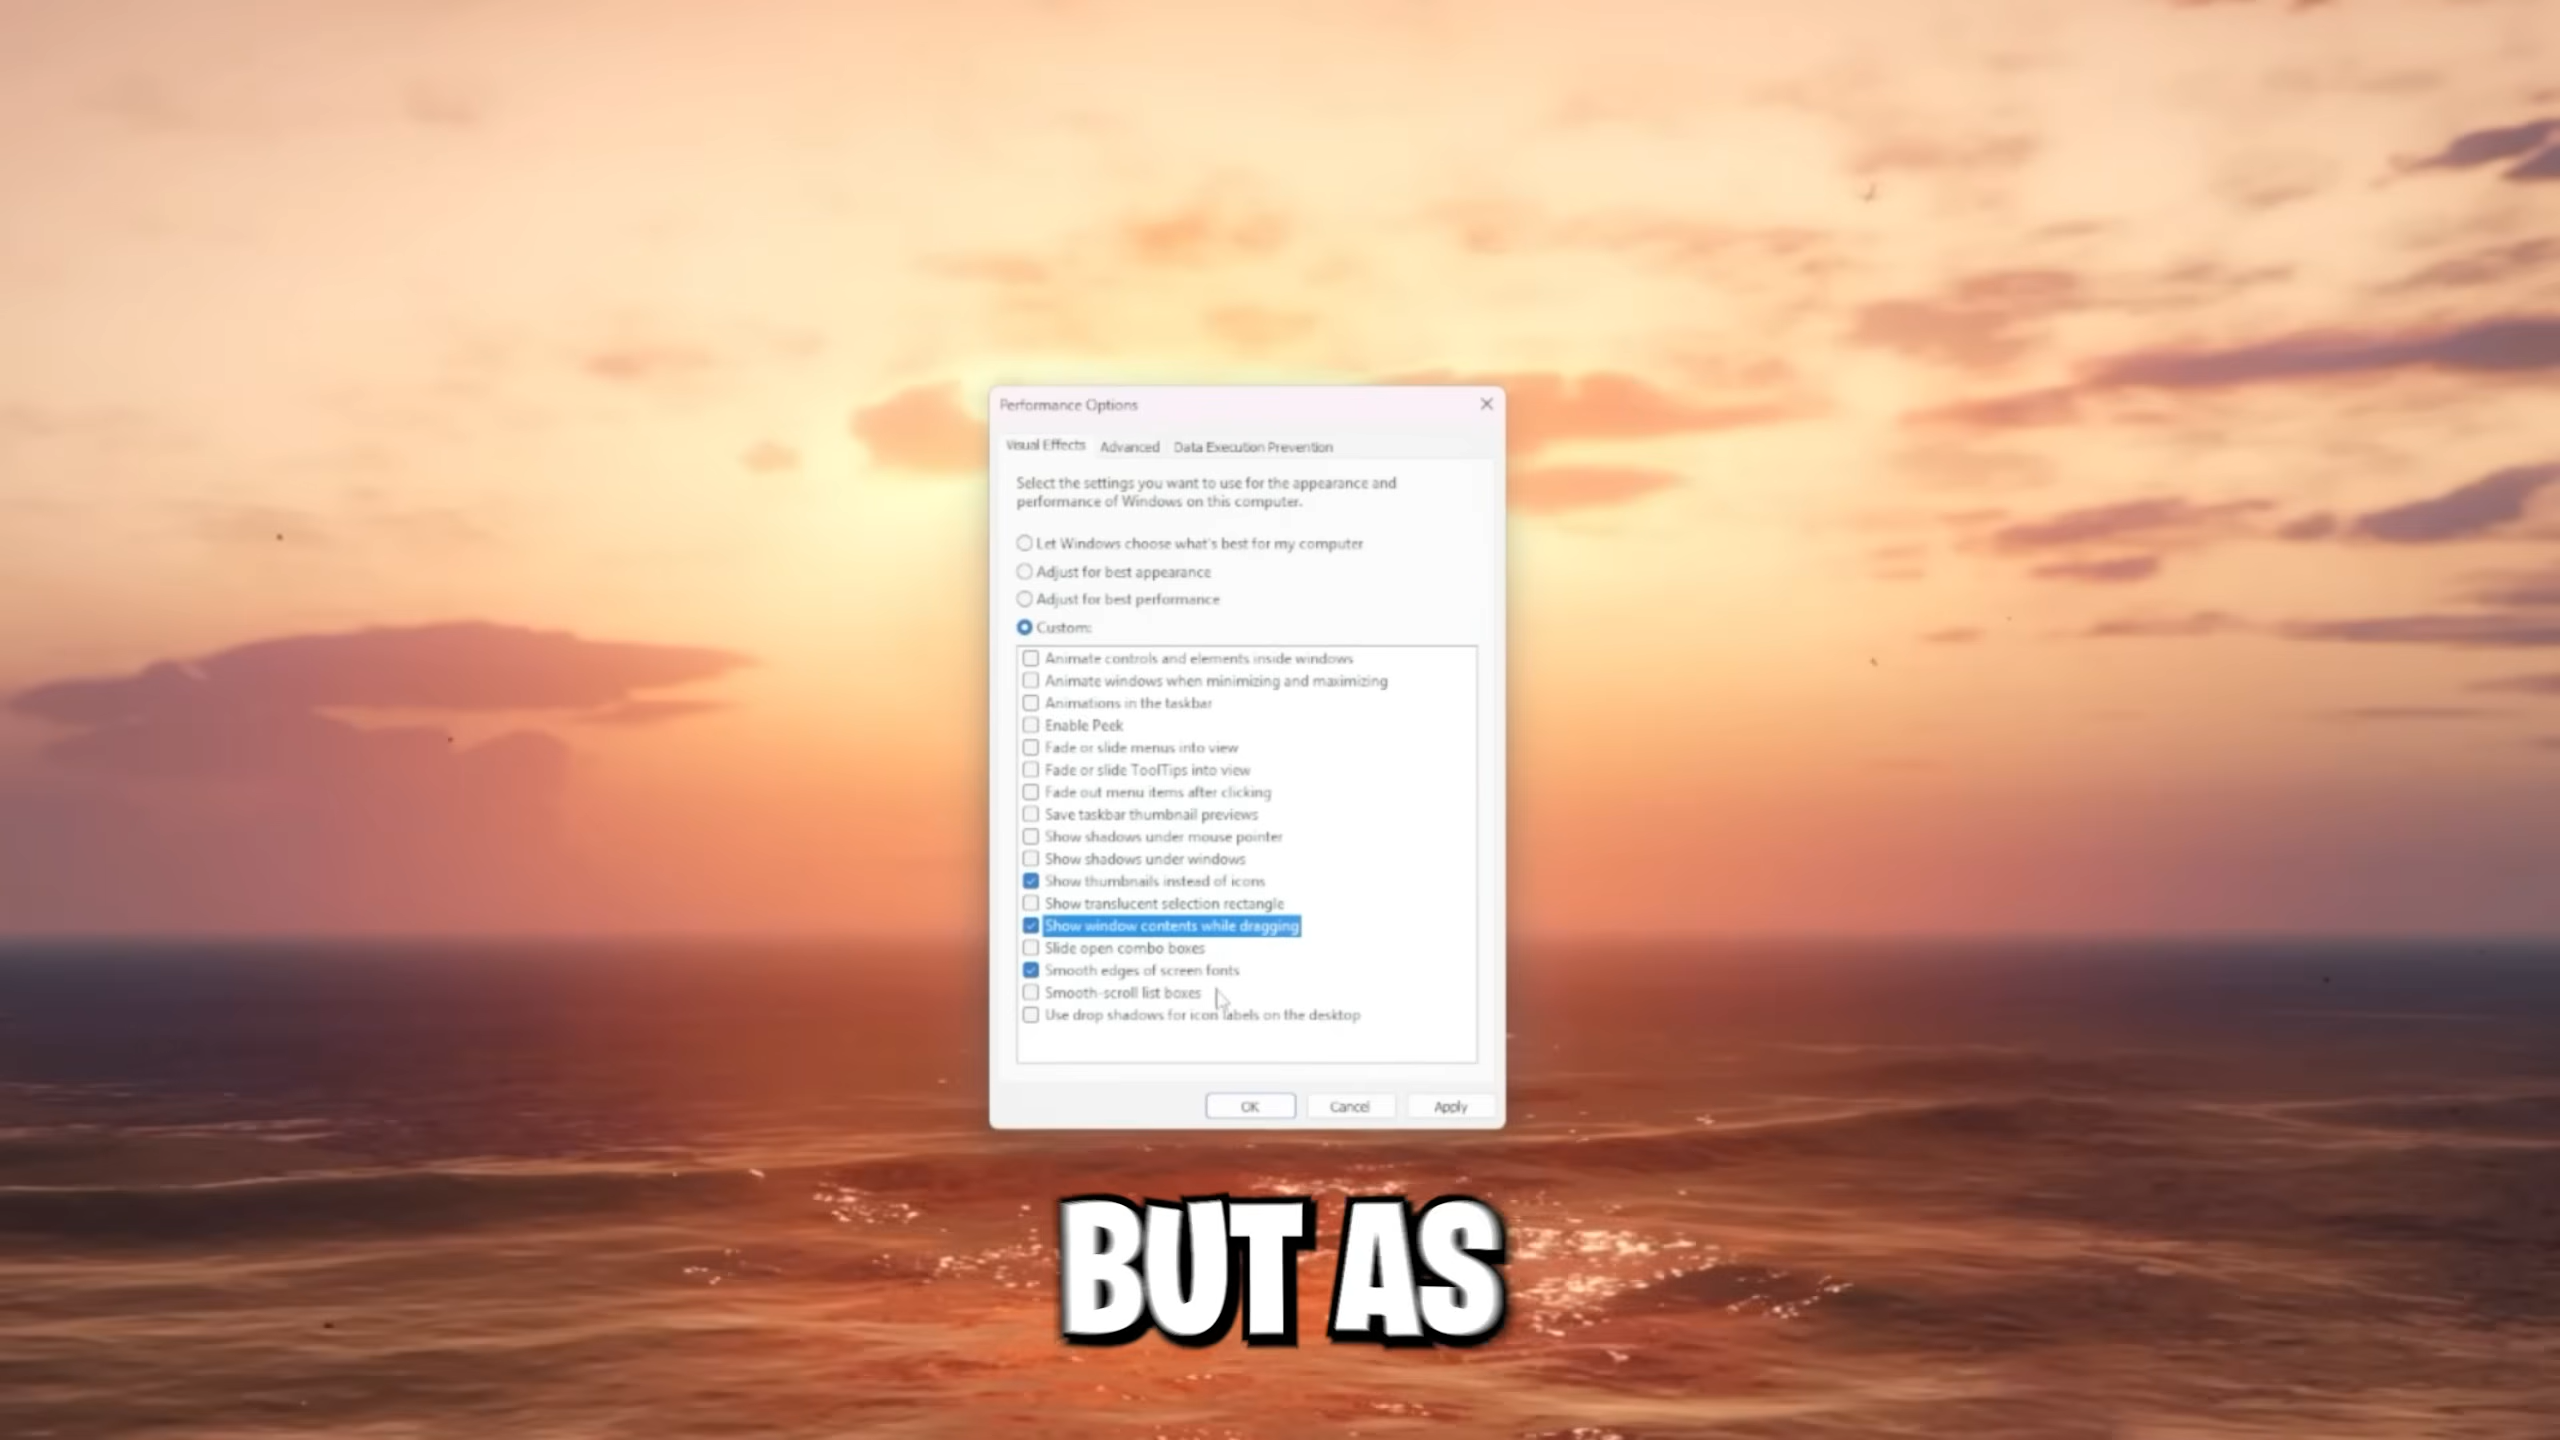 Performance Options
Visual Effects
Advanced
Data Execution Prevention
Select the settings you want to use for the appearance and
performance of Windows on this computer.
Let Windows choose what's best for my computer
Adjust for best appearance
Adjust for best performance
Custom:
Animate controls and elements inside windows
Animate windows when minimizing and maximizing
Animations in the taskbar
Enable Peek
Fade or slide menus into view
Fade or slide ToolTips into view
Fade out menu items after clicking
Save taskbar thumbnail previews
Show shadows under mouse pointer
Show shadows under windows
Show thumbnails instead of icons
Show translucent selection rectangle
Show window contents while dragging
Slide open combo boxes
Smooth edges of screen fonts
Smooth-scroll list boxes
Use drop shadows for icon labels on the desktop
OK
Cancel
Apply
BUT AS